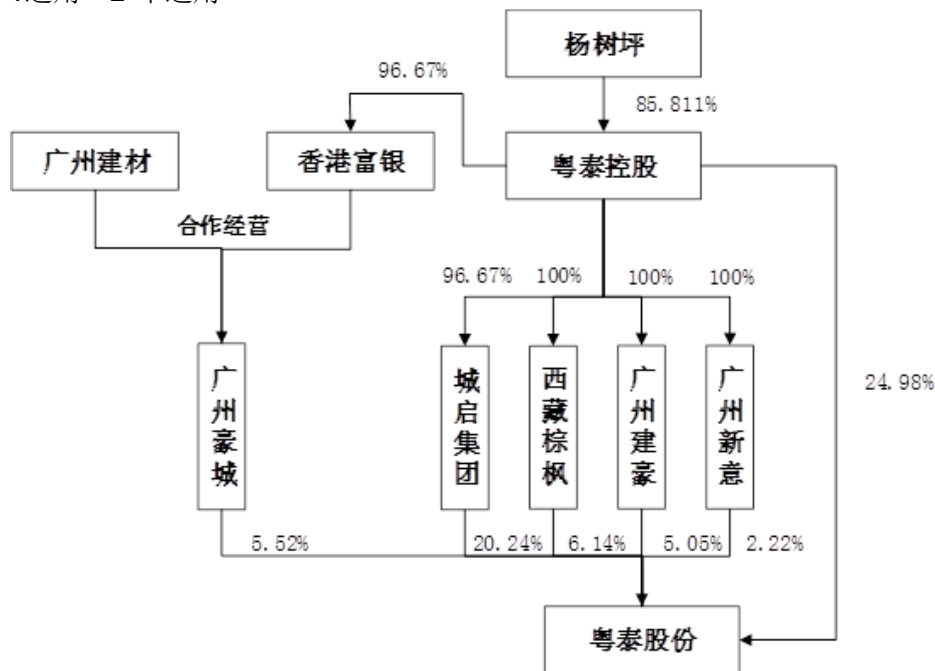 杨树坪
96.67%
85.811%
广州建材
香港富银
粤泰控股
合作经营
96.67%
100%
100%
100%
广州豪城
城启集团
西藏棕枫
广州建豪
广州新意
24.98%
5.52%
20.24%
6.14%
5.05%
2.22%
粤泰股份